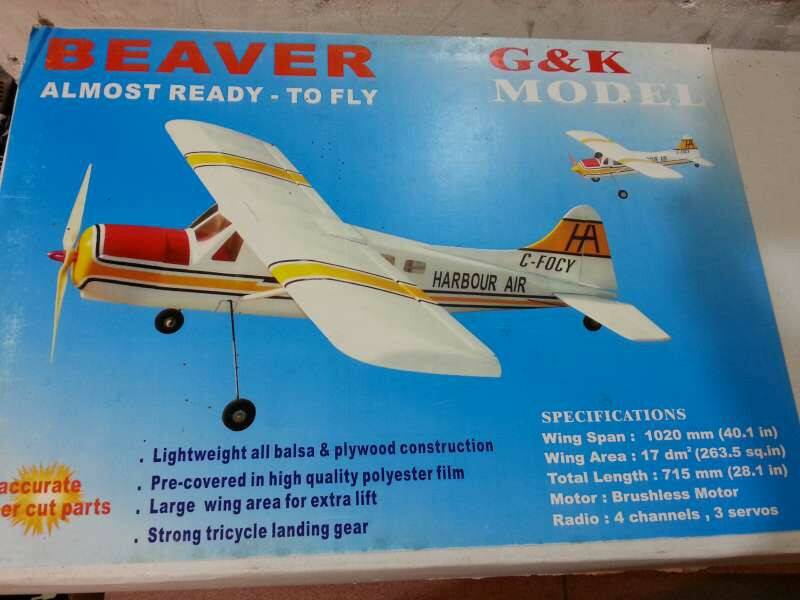 BEAVER
ALMOST READY - TO FLY
G&K
MODEL
HA
C-FOCY
HARBOUR AIR
accurate
er cut parts
. Lightweight all balsa & plywood construction
. Pre-covered in high quality polyester film
. Large wing area for extra lift
. Strong tricycle landing gear
SPECIFICATIONS
Wing Span : 1020 mm (40.1 in)
Wing Area : 17 dm² (263.5 sq.in)
Total Length : 715 mm (28.1 in)
Motor : Brushless Motor
Radio : 4 channels , 3 servos